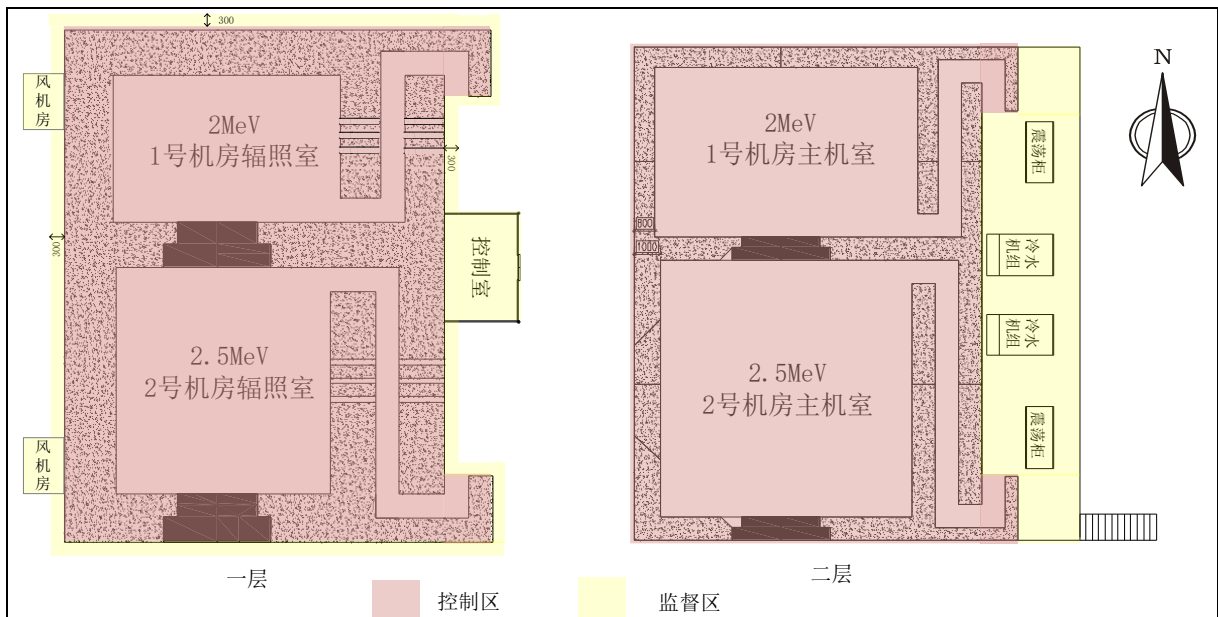 300
风
机
房
2MeV
1号机房辐照室
300
300
控制室
2.5MeV
2号机房辐照室
风
机
房
一层
2MeV
1号机房主机室
800
1000
震荡柜
冷水
机组
冷水
机组
2.5MeV
2号机房主机室
震荡柜
二层
N
控制区
监督区